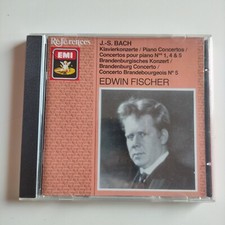 Références
EMI
J.-S. BACH
Klavierkonzerte / Piano Concertos /
Concertos pour piano Nos 1, 4 & 5
Brandenburgisches Konzert /
Brandenburg Concerto /
Concerto Brandebourgeois No 5
EDWIN FISCHER